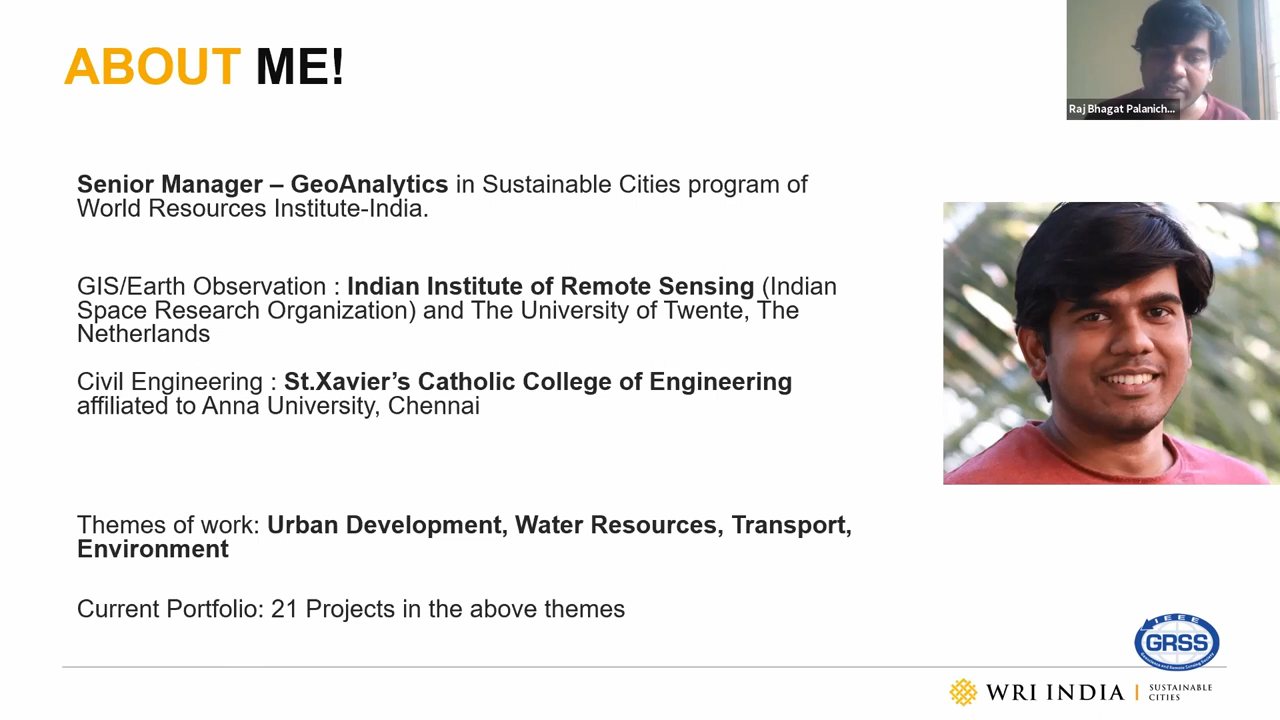 ABOUT ME!
Raj Bhagat Palanich...
Senior Manager – GeoAnalytics in Sustainable Cities program of
World Resources Institute-India.
GIS/Earth Observation : Indian Institute of Remote Sensing (Indian
Space Research Organization) and The University of Twente, The
Netherlands
Civil Engineering : St.Xavier’s Catholic College of Engineering
affiliated to Anna University, Chennai
Themes of work: Urban Development, Water Resources, Transport,
Environment
Current Portfolio: 21 Projects in the above themes
IEEE
GRSS
WRI INDIA | SUSTAINABLE
CITIES